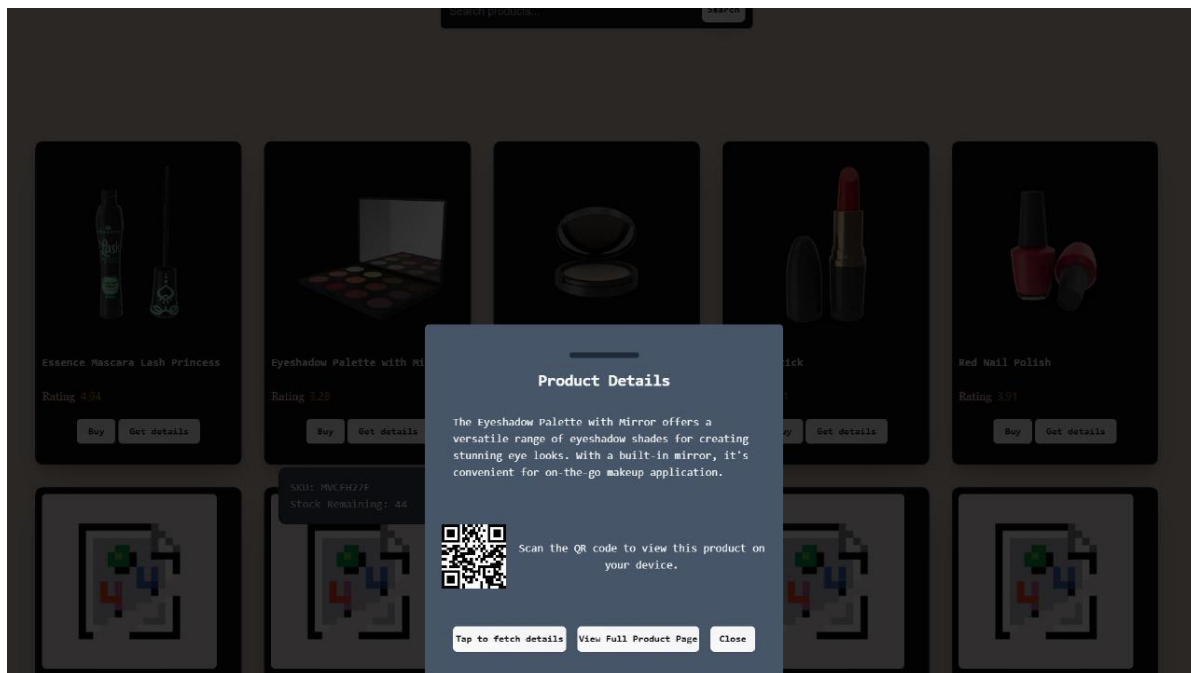 Search products...
Search
Essence Mascara Lash Princess
Rating 4.94
Buy
Get details
Eyeshadow Palette with Mi
Rating 3.28
Buy
Get details
ick
Get details
Red Nail Polish
Rating 3.91
Buy
Get details
SKU: MVCFH27F
Stock Remaining: 44
Product Details
The Eyeshadow Palette with Mirror offers a
versatile range of eyeshadow shades for creating
stunning eye looks. With a built-in mirror, it's
convenient for on-the-go makeup application.
Scan the QR code to view this product on
your device.
Tap to fetch details
View Full Product Page
Close